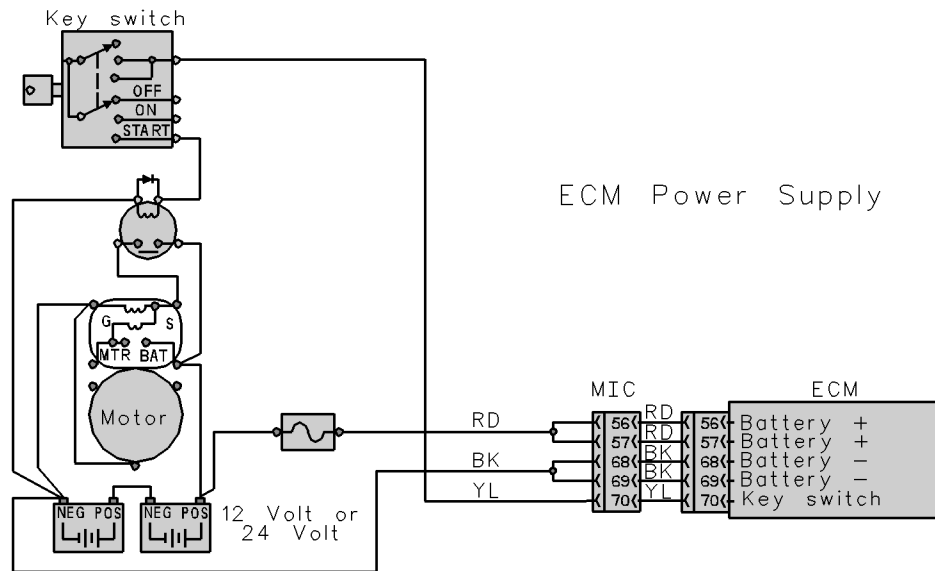 Key switch
OFF
ON
START
ECM Power Supply
G S
MTR BAT
Motor
MIC ECM
RD 56 RD 56 Battery +
57 RD 57 Battery +
BK 68 BK 68 Battery -
69 BK 69 Battery -
YL 70 YL 70 Key switch
NEG POS NEG POS
12 Volt or
24 Volt